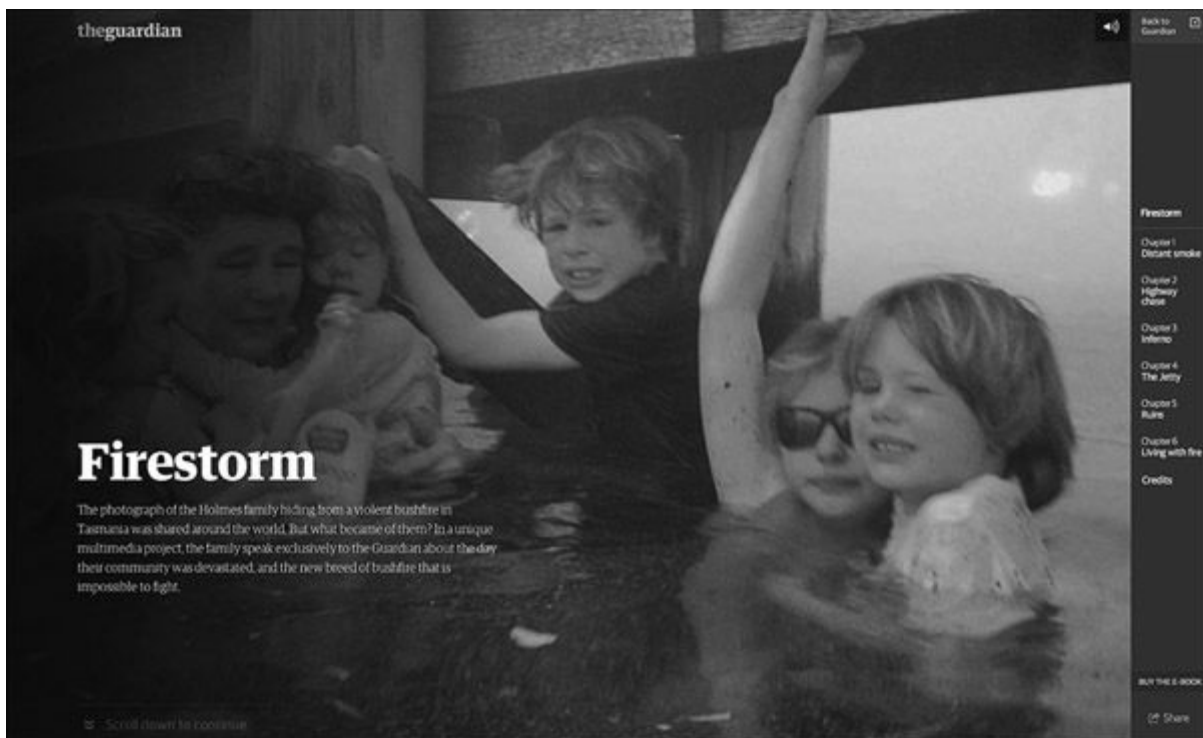 theguardian
Back to
Guardian
Firestorm
Chapter 1
Distant smoke
Chapter 2
Highway
chase
Chapter 3
Inferno
Chapter 4
The Jetty
Chapter 5
Ruins
Chapter 6
Living with fire
Credits
Firestorm
The photograph of the Holmes family hiding from a violent bushfire in
Tasmania was shared around the world. But what became of them? In a unique
multimedia project, the family speak exclusively to the Guardian about the day
their community was devastated, and the new breed of bushfire that is
impossible to fight.
Scroll down to continue
BUY THE E-BOOK
Share